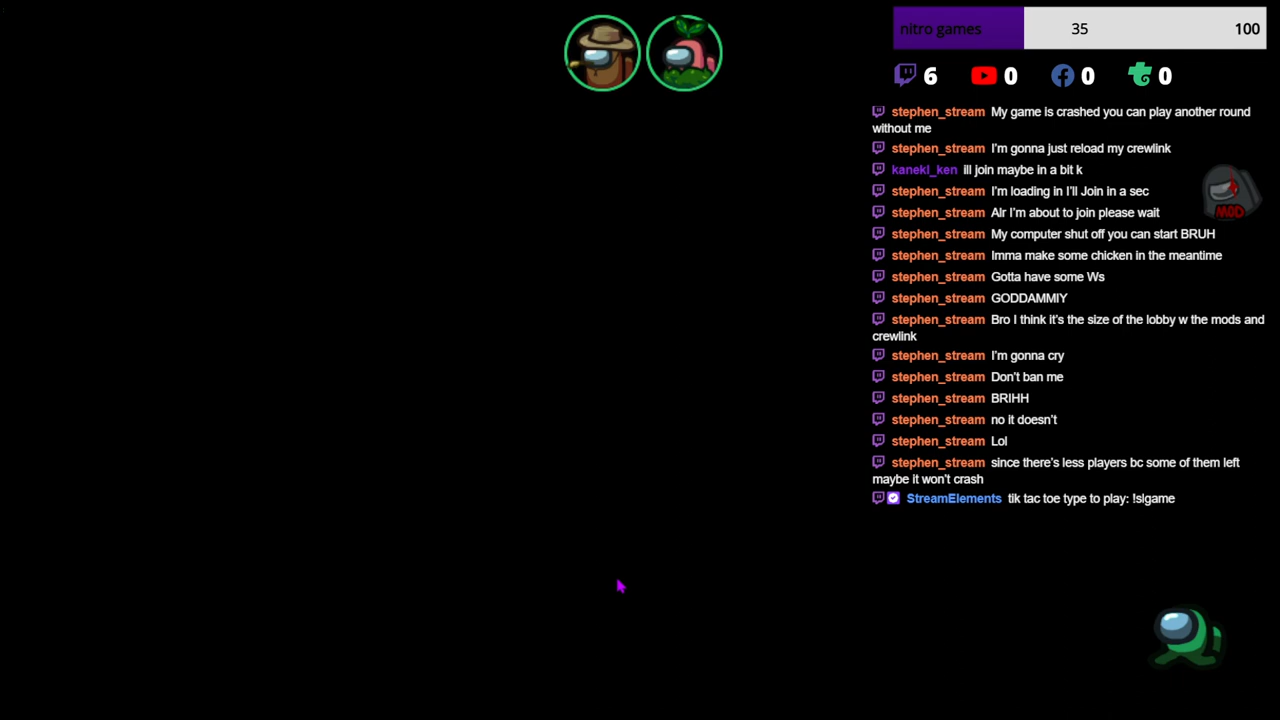 nitro games 35 100
6 0 0 0
stephen_stream My game is crashed you can play another round
without me
stephen_stream I'm gonna just reload my crewlink
kanekl_ken ill join maybe in a bit k
stephen_stream I'm loading in I'll Join in a sec
MOD
stephen_stream Alr I'm about to join please wait
stephen_stream My computer shut off you can start BRUH
stephen_stream Imma make some chicken in the meantime
stephen_stream Gotta have some Ws
stephen_stream GODDAMMIY
stephen_stream Bro I think it's the size of the lobby w the mods and
crewlink
stephen_stream I'm gonna cry
stephen_stream Don't ban me
stephen_stream BRIHH
stephen_stream no it doesn't
stephen_stream Lol
stephen_stream since there's less players bc some of them left
maybe it won't crash
StreamElements tik tac toe type to play: !slgame